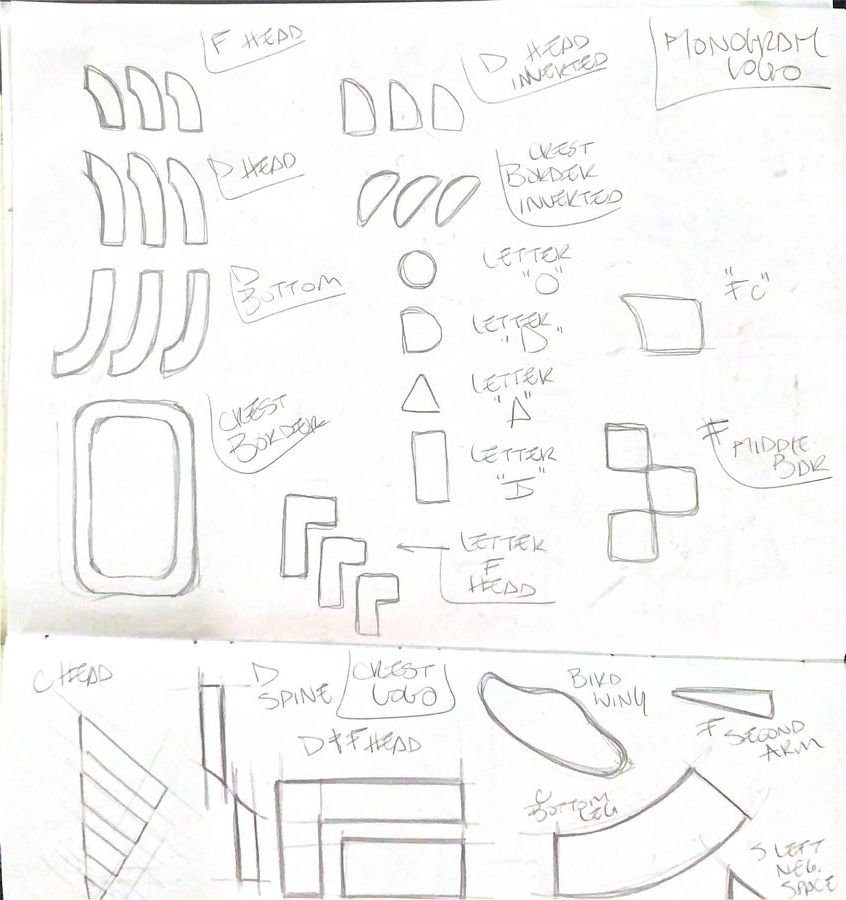 F HEAD
D HEAD
INVERTED
MONOGRAM
LOGO
D HEAD
CREST
BORDER
INVERTED
D
BOTTOM
LETTER
"O"
"FC"
LETTER
"D"
LETTER
"A"
CREST
BORDER
LETTER
"I"
F MIDDLE
BDR
LETTER
F
HEAD
C HEAD
D
SPINE
CREST
LOGO
D & F HEAD
BIRD
WING
F SECOND
ARM
C
BOTTOM
LEG
S LEFT
NEG.
SPACE